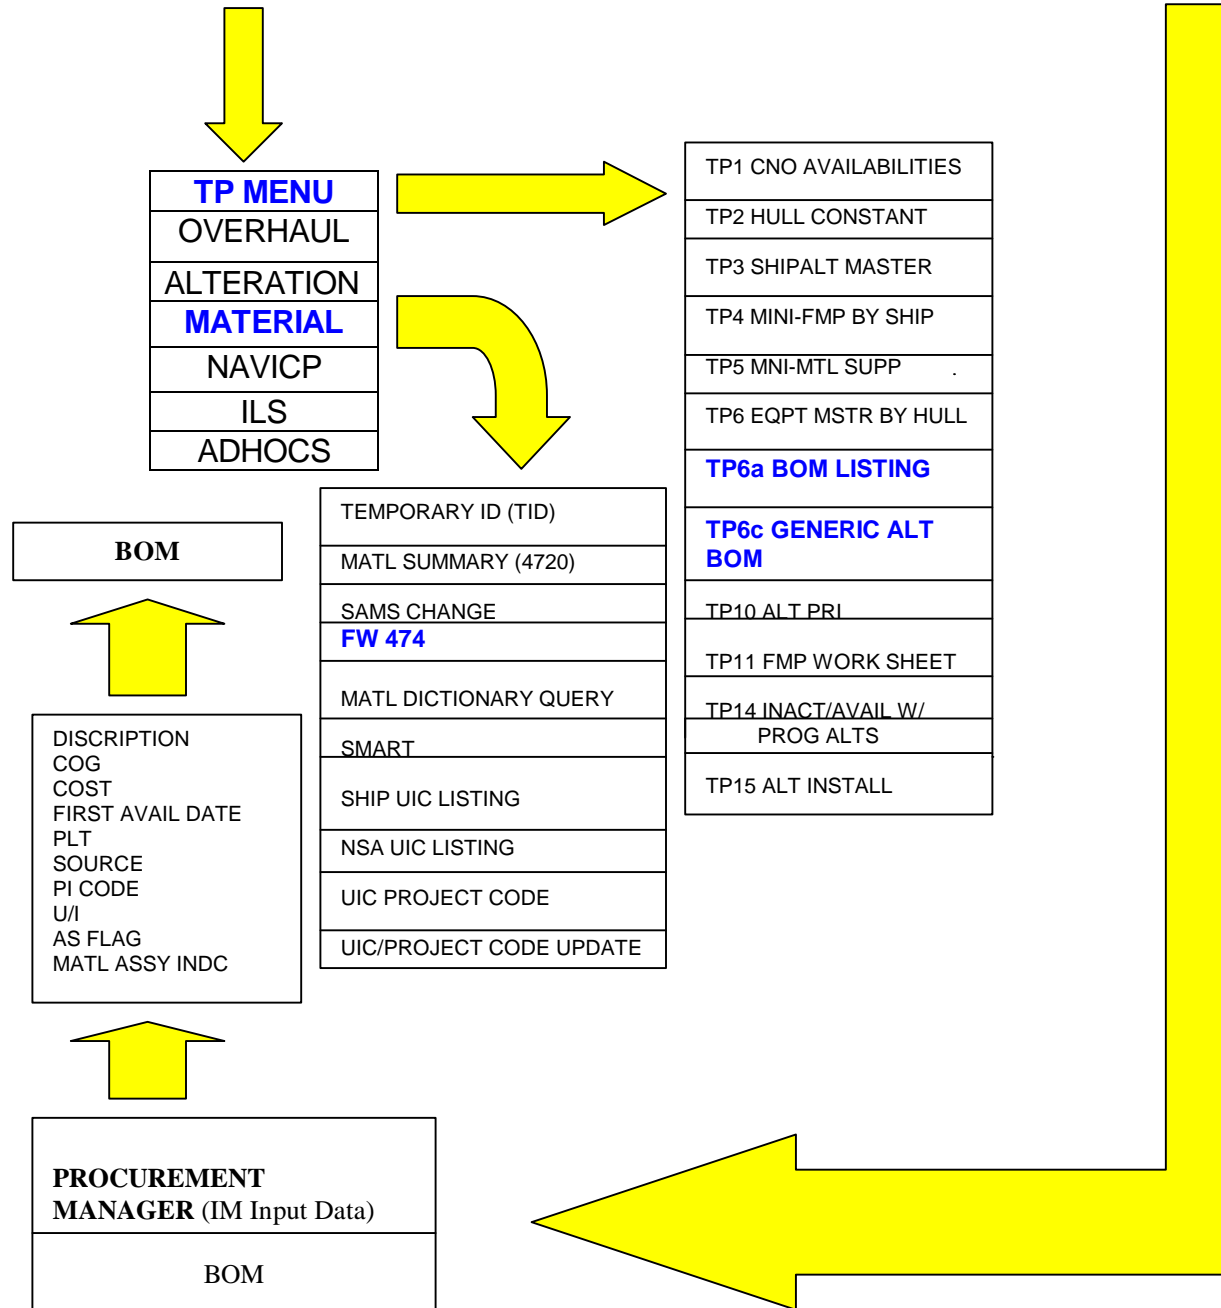 TP MENU
OVERHAUL
ALTERATION
MATERIAL
NAVICP
ILS
ADHOCS
TP1 CNO AVAILABILITIES
TP2 HULL CONSTANT
TP3 SHIPALT MASTER
TP4 MINI-FMP BY SHIP
TP5 MNI-MTL SUPP .
TP6 EQPT MSTR BY HULL
TP6a BOM LISTING
TP6c GENERIC ALT
BOM
TP10 ALT PRI
TP11 FMP WORK SHEET
TP14 INACT/AVAIL W/
PROG ALTS
TP15 ALT INSTALL
TEMPORARY ID (TID)
MATL SUMMARY (4720)
SAMS CHANGE
FW 474
MATL DICTIONARY QUERY
SMART
SHIP UIC LISTING
NSA UIC LISTING
UIC PROJECT CODE
UIC/PROJECT CODE UPDATE
BOM
DISCRIPTION
COG
COST
FIRST AVAIL DATE
PLT
SOURCE
PI CODE
U/I
AS FLAG
MATL ASSY INDC
PROCUREMENT
MANAGER (IM Input Data)
BOM